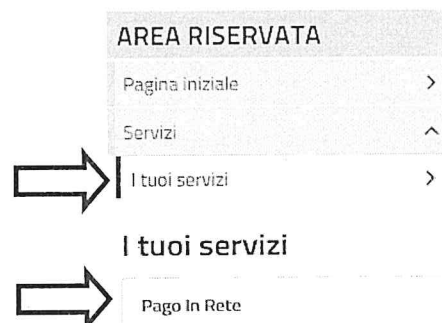 AREA RISERVATA
Pagina iniziale
Servizi
I tuoi servizi
I tuoi servizi
Pago In Rete